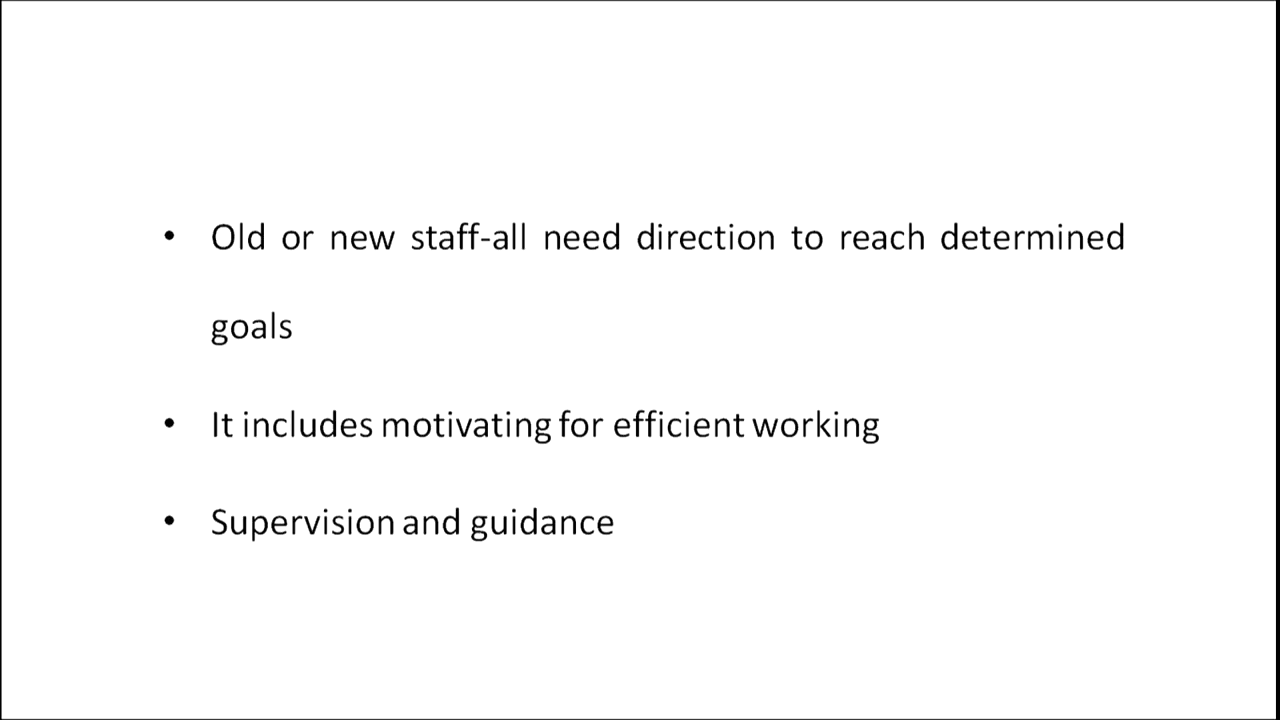 • Old or new staff-all need direction to reach determined
goals
• It includes motivating for efficient working
• Supervision and guidance